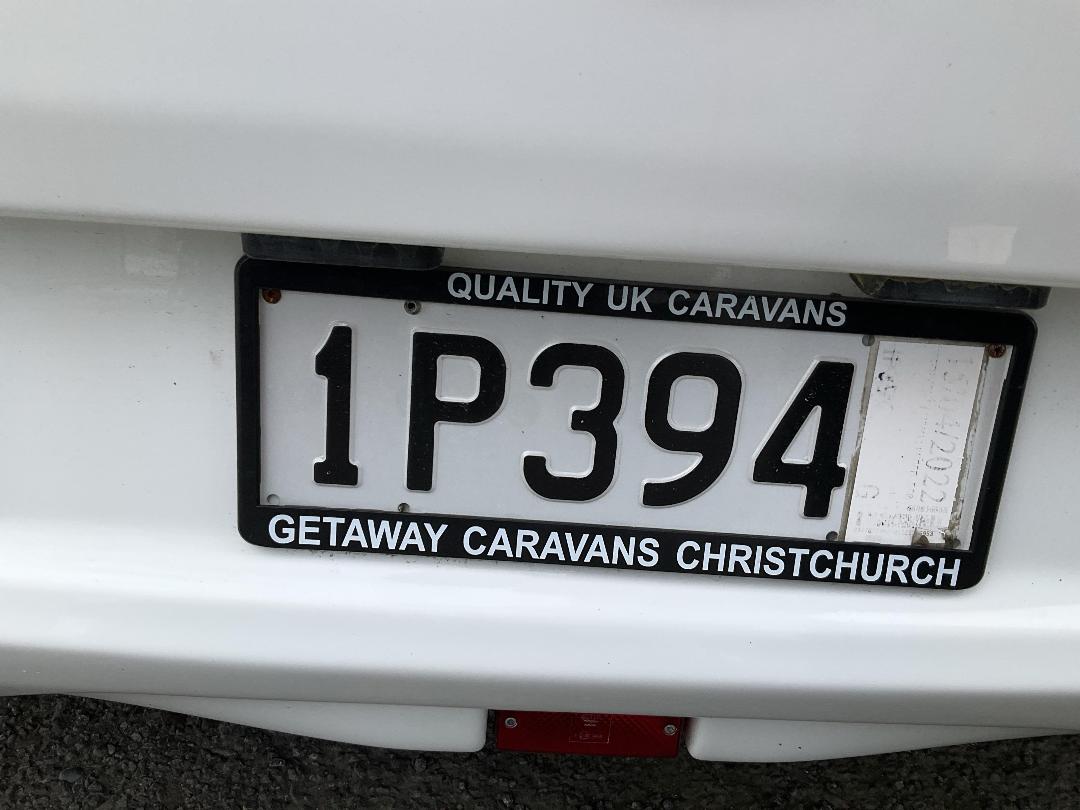 QUALITY UK CARAVANS
1P394
GETAWAY CARAVANS CHRISTCHURCH